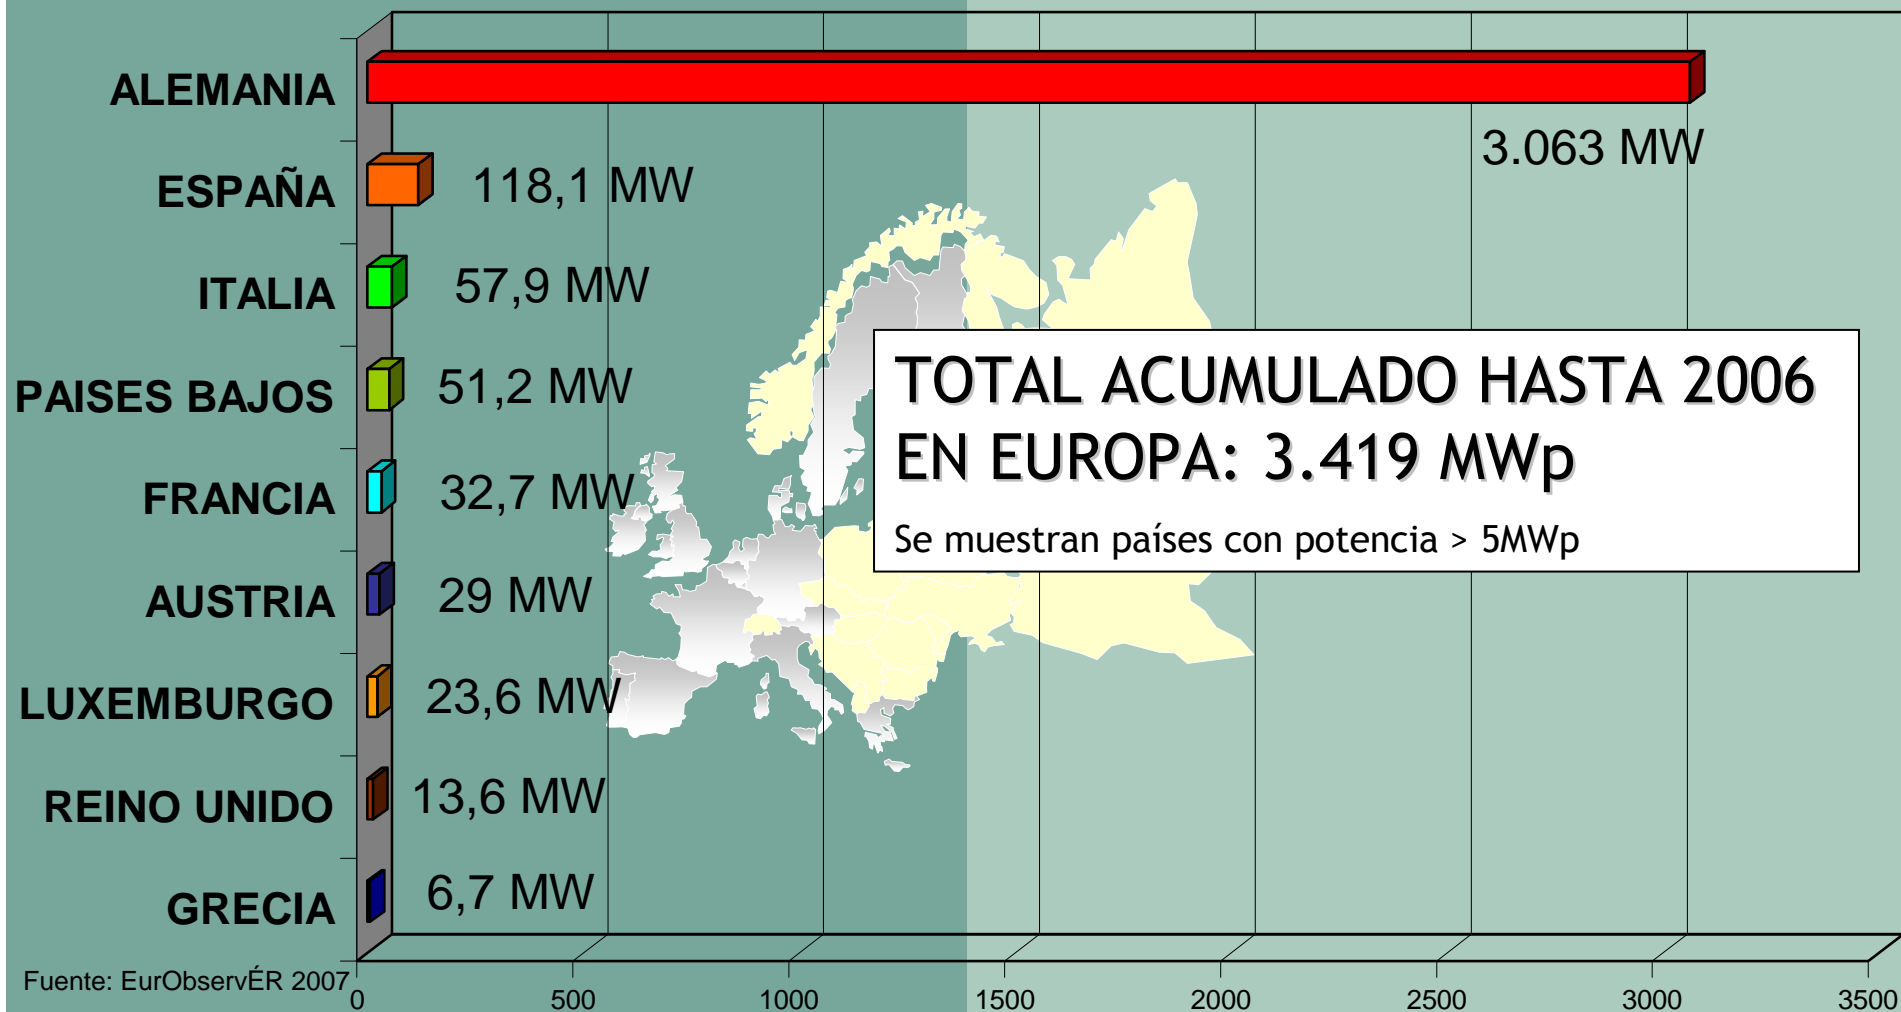 ALEMANIA
3.063 MW
ESPAÑA
118,1 MW
ITALIA
57,9 MW
PAISES BAJOS
51,2 MW
TOTAL ACUMULADO HASTA 2006
EN EUROPA: 3.419 MWp
Se muestran países con potencia > 5MWp
FRANCIA
32,7 MW
AUSTRIA
29 MW
LUXEMBURGO
23,6 MW
REINO UNIDO
13,6 MW
GRECIA
6,7 MW
Fuente: EurObservÉR 2007
0 500 1000 1500 2000 2500 3000 3500